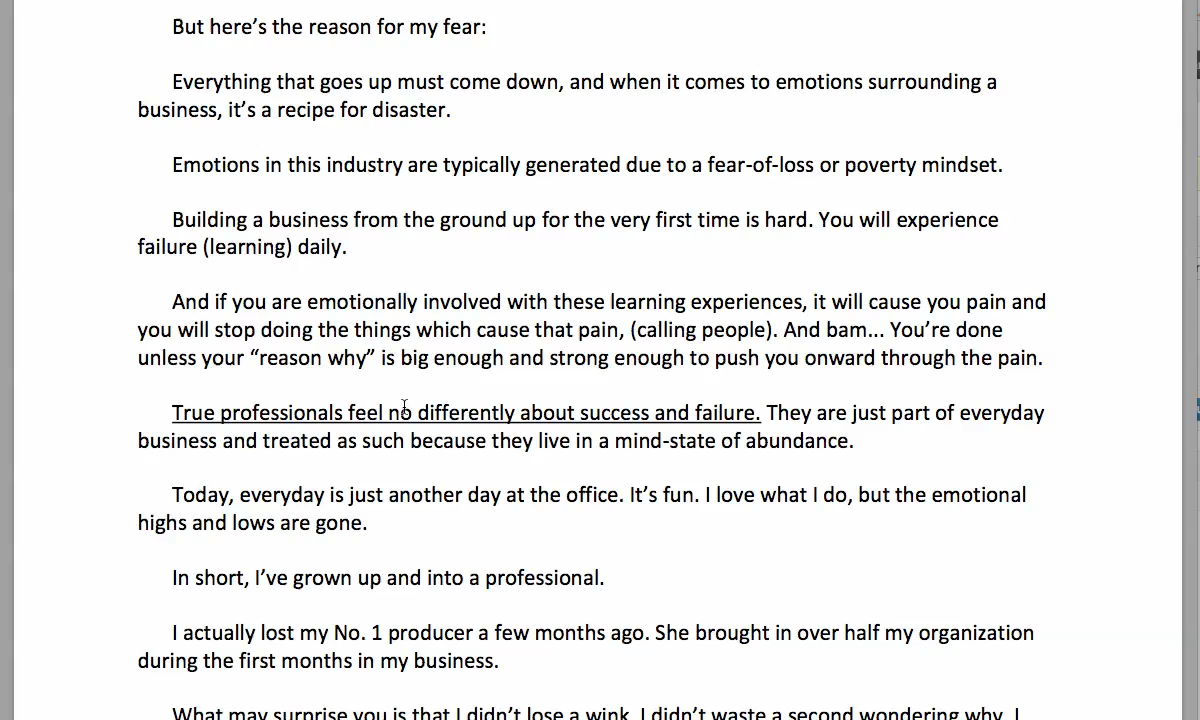 But here’s the reason for my fear:
Everything that goes up must come down, and when it comes to emotions surrounding a
business, it’s a recipe for disaster.
Emotions in this industry are typically generated due to a fear-of-loss or poverty mindset.
Building a business from the ground up for the very first time is hard. You will experience
failure (learning) daily.
And if you are emotionally involved with these learning experiences, it will cause you pain and
you will stop doing the things which cause that pain, (calling people). And bam... You’re done
unless your “reason why” is big enough and strong enough to push you onward through the pain.
True professionals feel no differently about success and failure. They are just part of everyday
business and treated as such because they live in a mind-state of abundance.
Today, everyday is just another day at the office. It’s fun. I love what I do, but the emotional
highs and lows are gone.
In short, I’ve grown up and into a professional.
I actually lost my No. 1 producer a few months ago. She brought in over half my organization
during the first months in my business.
What may surprise you is that I didn’t lose a wink. I didn’t waste a second wondering why. I